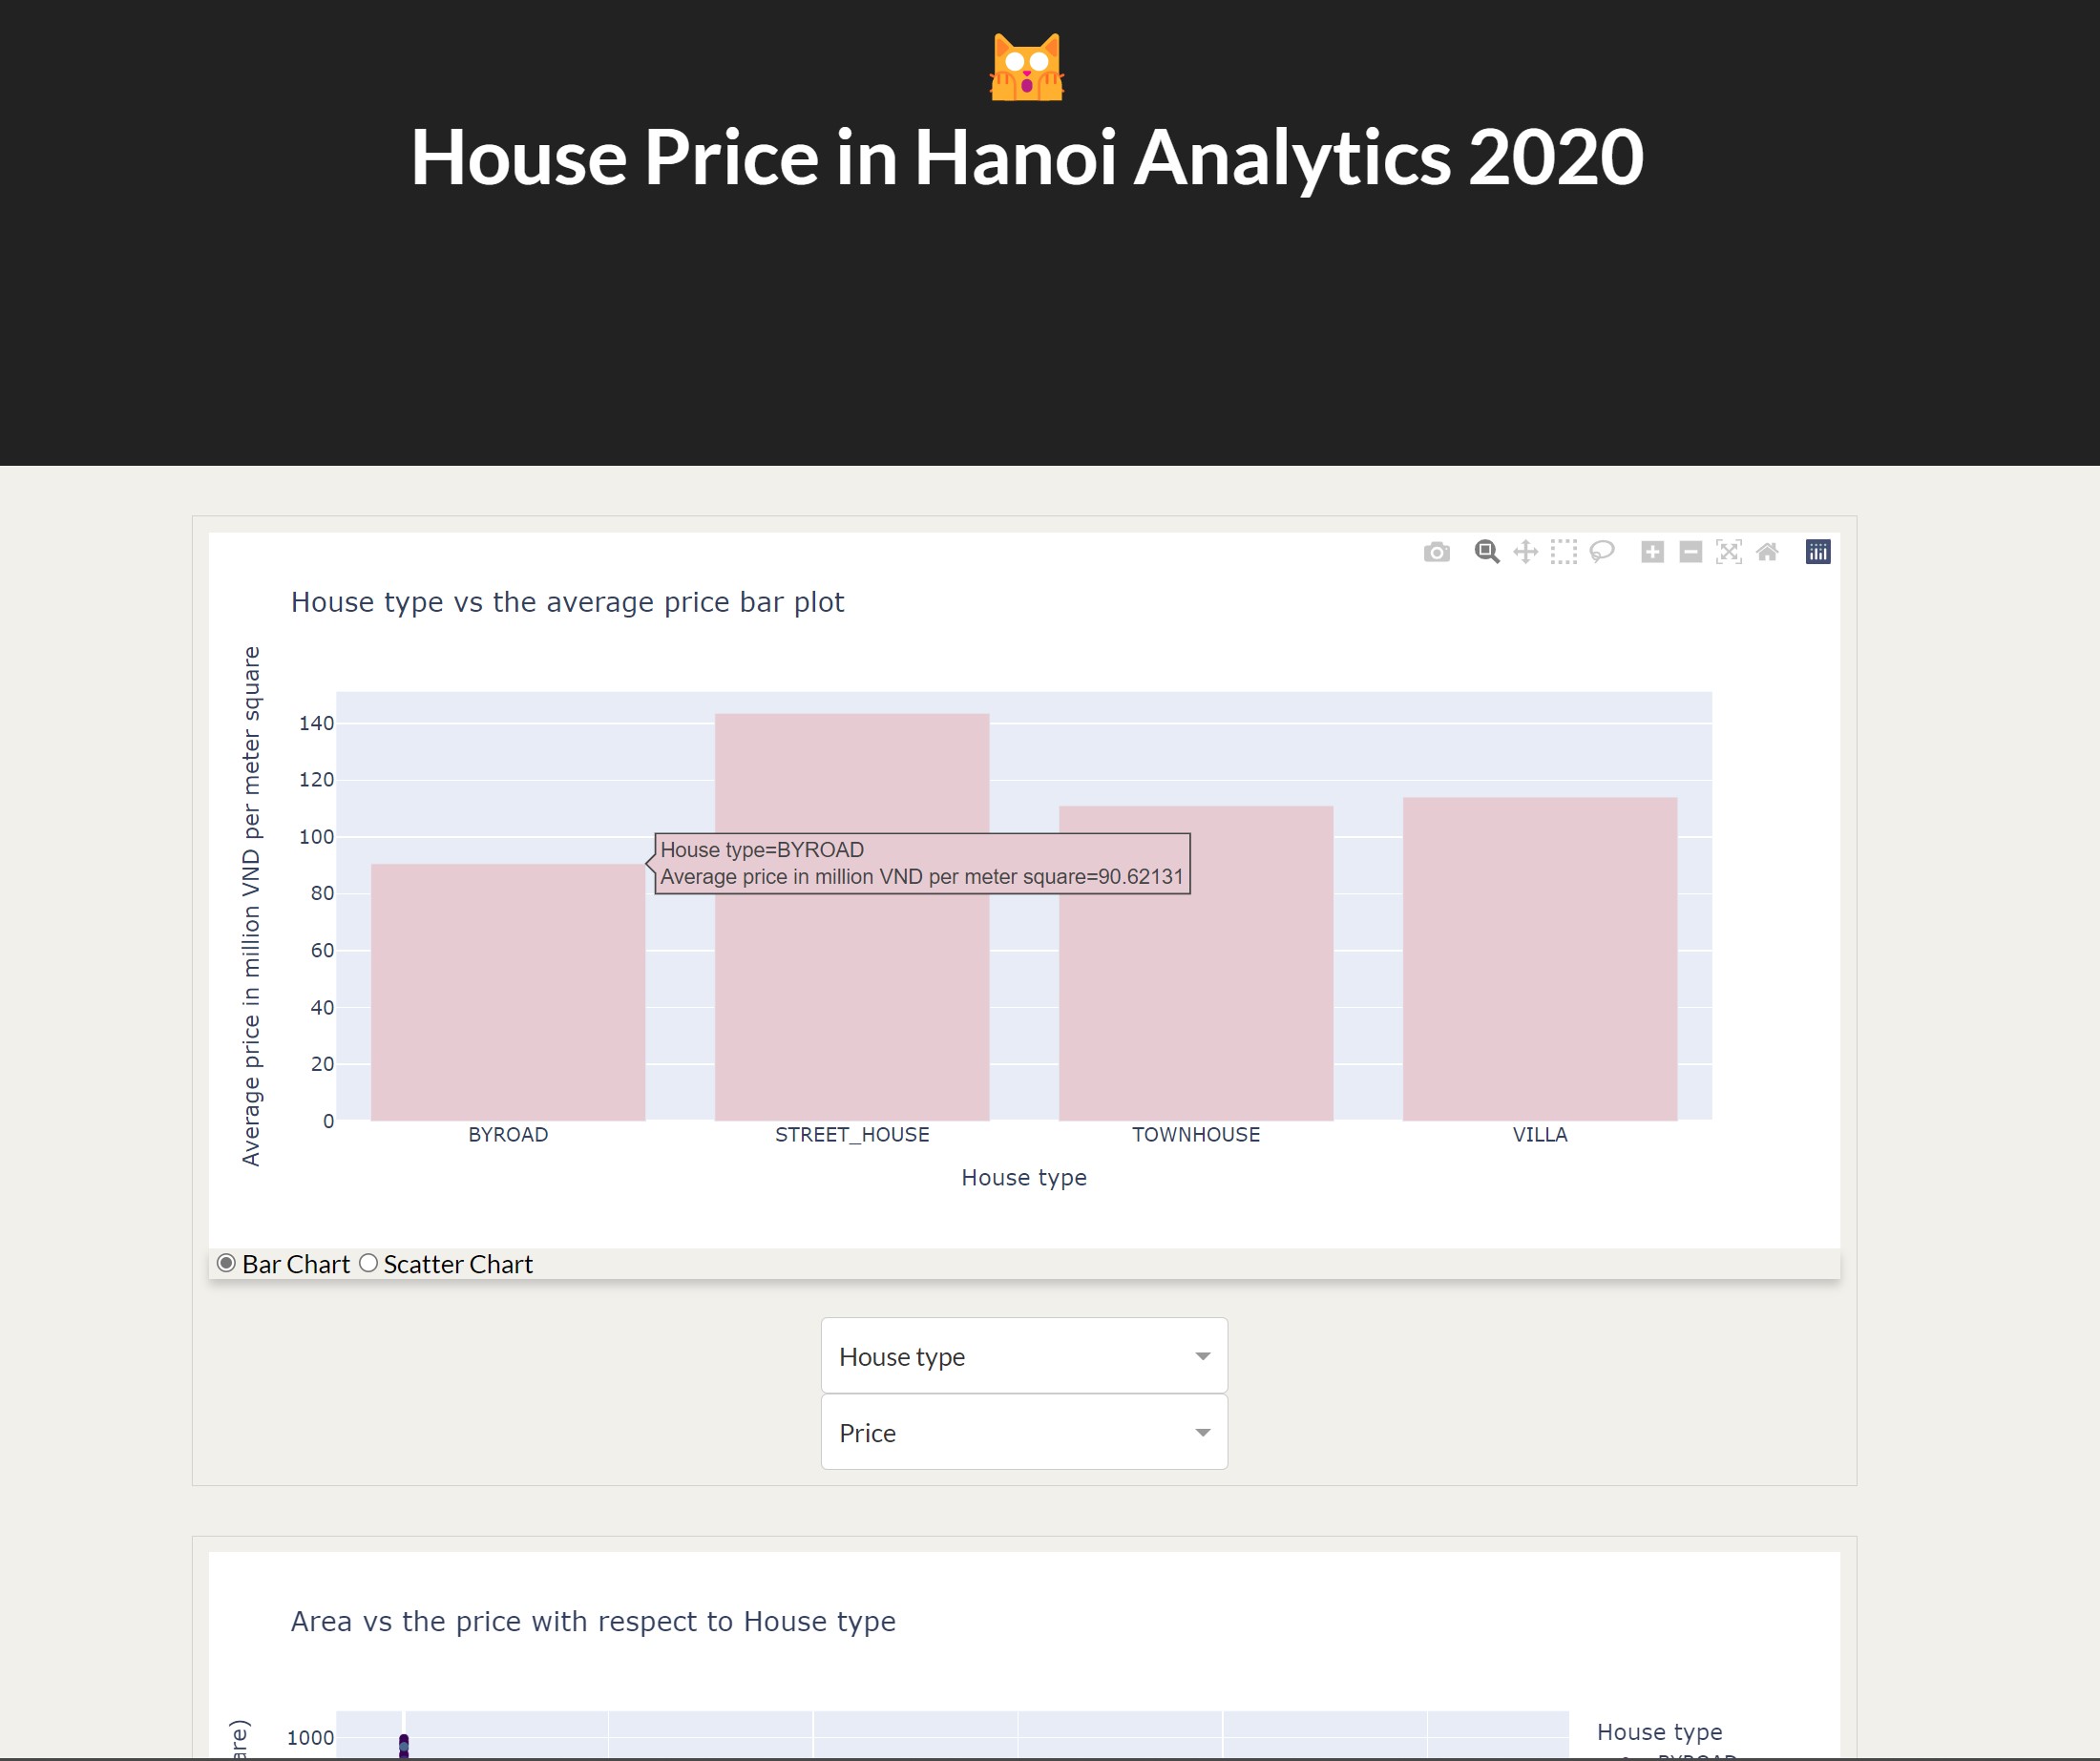 House Price in Hanoi Analytics 2020
House type vs the average price bar plot
Average price in million VND per meter square
140
120
100
80
60
40
20
0
House type=BYROAD
Average price in million VND per meter square=90.62131
BYROAD
STREET_HOUSE
TOWNHOUSE
VILLA
House type
Bar Chart
Scatter Chart
House type
Price
Area vs the price with respect to House type
1000
House type
BYROAD